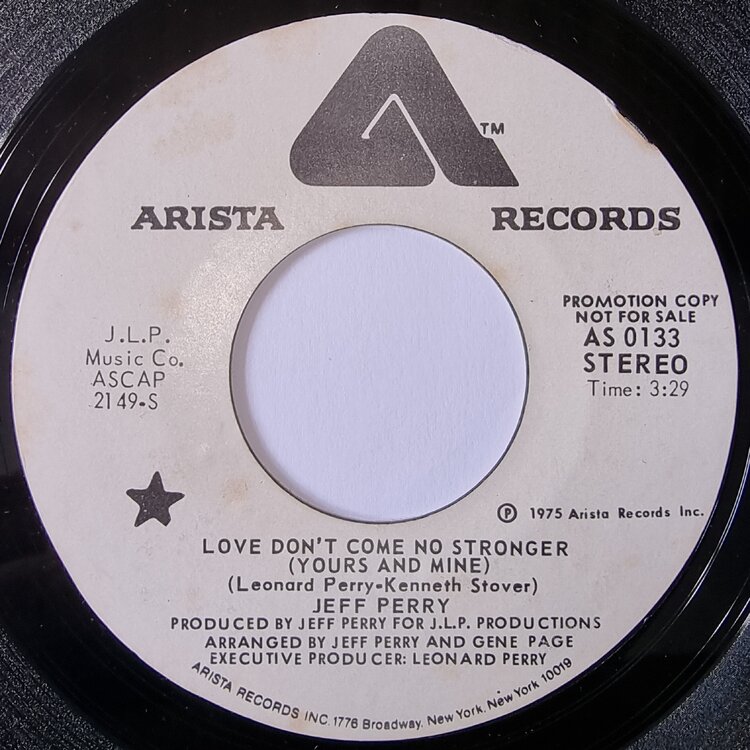 TM
ARISTA RECORDS
PROMOTION COPY
NOT FOR SALE
AS 0133
STEREO
Time: 3:29
J.L.P.
Music Co.
ASCAP
2149-S
℗ 1975 Arista Records Inc.
LOVE DON'T COME NO STRONGER
(YOURS AND MINE)
(Leonard Perry-Kenneth Stover)
JEFF PERRY
PRODUCED BY JEFF PERRY FOR J.L.P. PRODUCTIONS
ARRANGED BY JEFF PERRY AND GENE PAGE
EXECUTIVE PRODUCER: LEONARD PERRY
ARISTA RECORDS INC. 1776 Broadway, New York, New York 10019